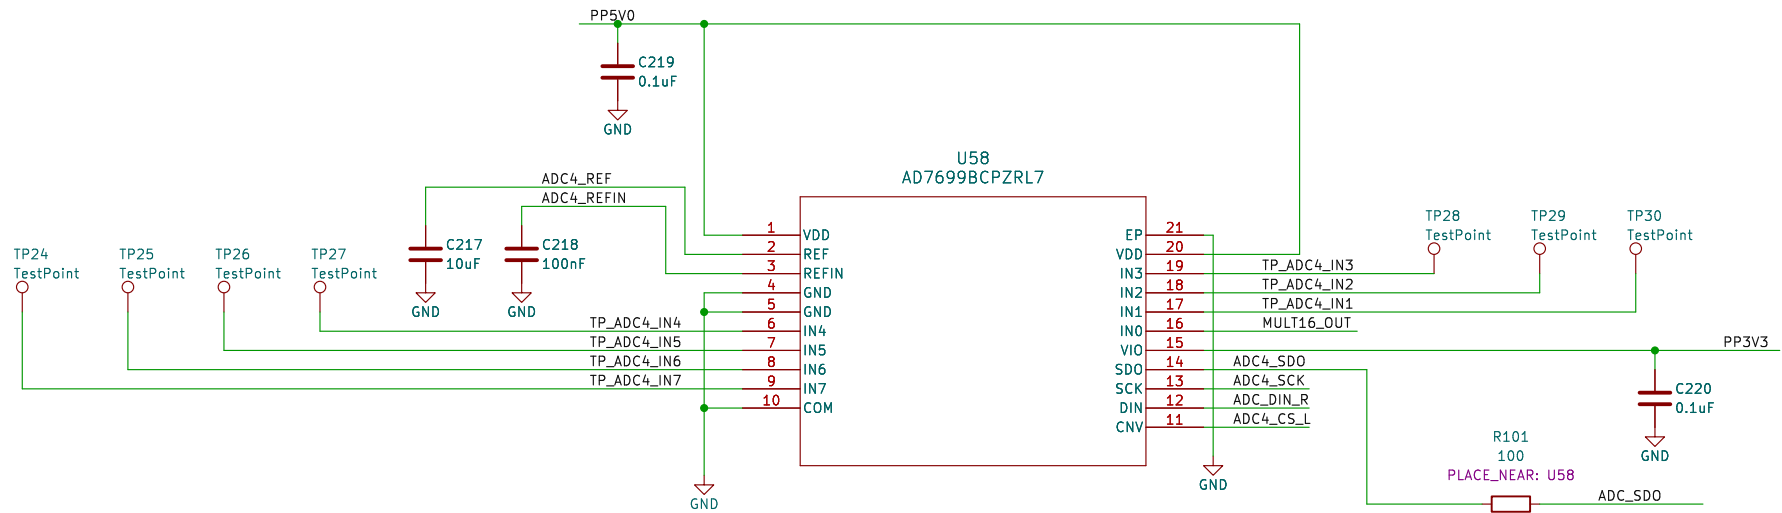 PP5V0
C219
0.1uF
GND
U58
AD7699BCPZRL7
ADC4_REF
ADC4_REFIN
C217
10uF
GND
C218
100nF
GND
TP24
TestPoint
TP25
TestPoint
TP26
TestPoint
TP27
TestPoint
TP_ADC4_IN4
TP_ADC4_IN5
TP_ADC4_IN6
TP_ADC4_IN7
1 VDD
2 REF
3 REFIN
4 GND
5 GND
6 IN4
7 IN5
8 IN6
9 IN7
10 COM
GND
EP 21
VDD 20
IN3 19
IN2 18
IN1 17
IN0 16
VIO 15
SDO 14
SCK 13
DIN 12
CNV 11
TP_ADC4_IN3
TP_ADC4_IN2
TP_ADC4_IN1
MULT16_OUT
ADC4_SDO
ADC4_SCK
ADC_DIN_R
ADC4_CS_L
GND
TP28
TestPoint
TP29
TestPoint
TP30
TestPoint
PP3V3
C220
0.1uF
GND
R101
100
PLACE_NEAR: U58
ADC_SDO